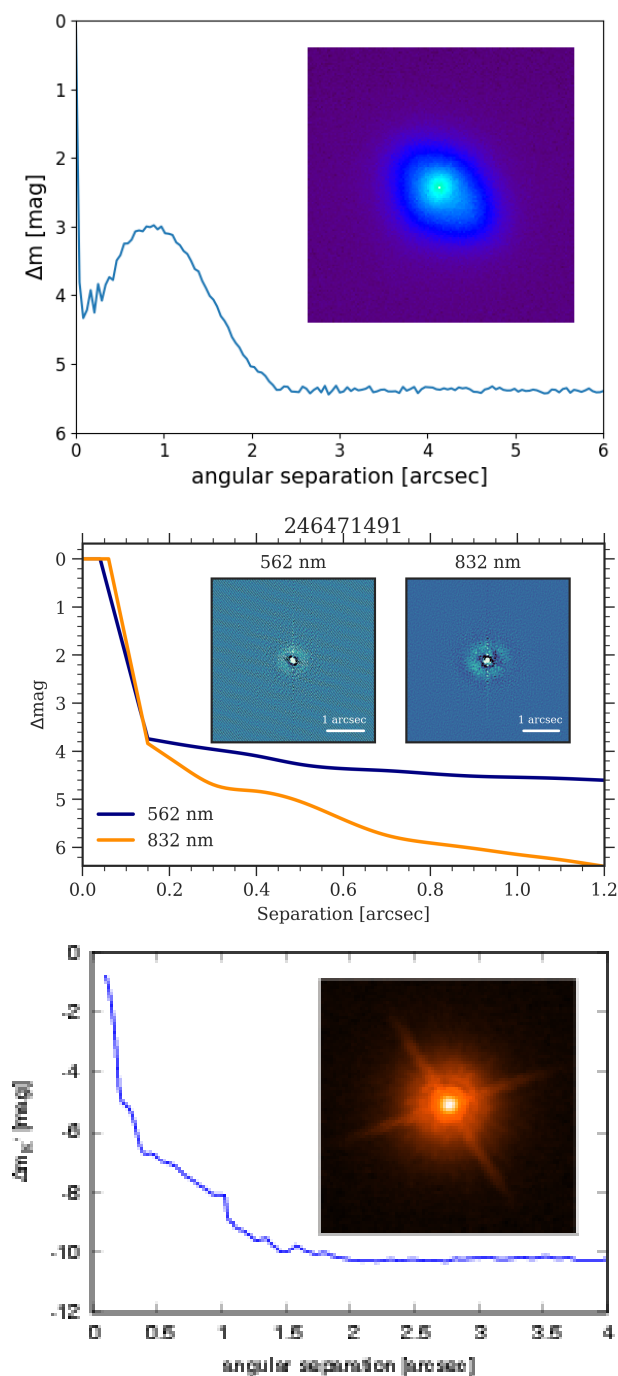 0
1
2
3
4
5
6
Δm [mag]
0 1 2 3 4 5 6
angular separation [arcsec]
246471491
562 nm 832 nm
0
1
2
3
4
5
6
Δmag
1 arcsec 1 arcsec
562 nm
832 nm
0.0 0.2 0.4 0.6 0.8 1.0 1.2
Separation [arcsec]
0
-2
-4
-6
-8
-10
-12
Δm_K' [mag]
0 0.5 1 1.5 2 2.5 3 3.5 4
angular separation [arcsec]